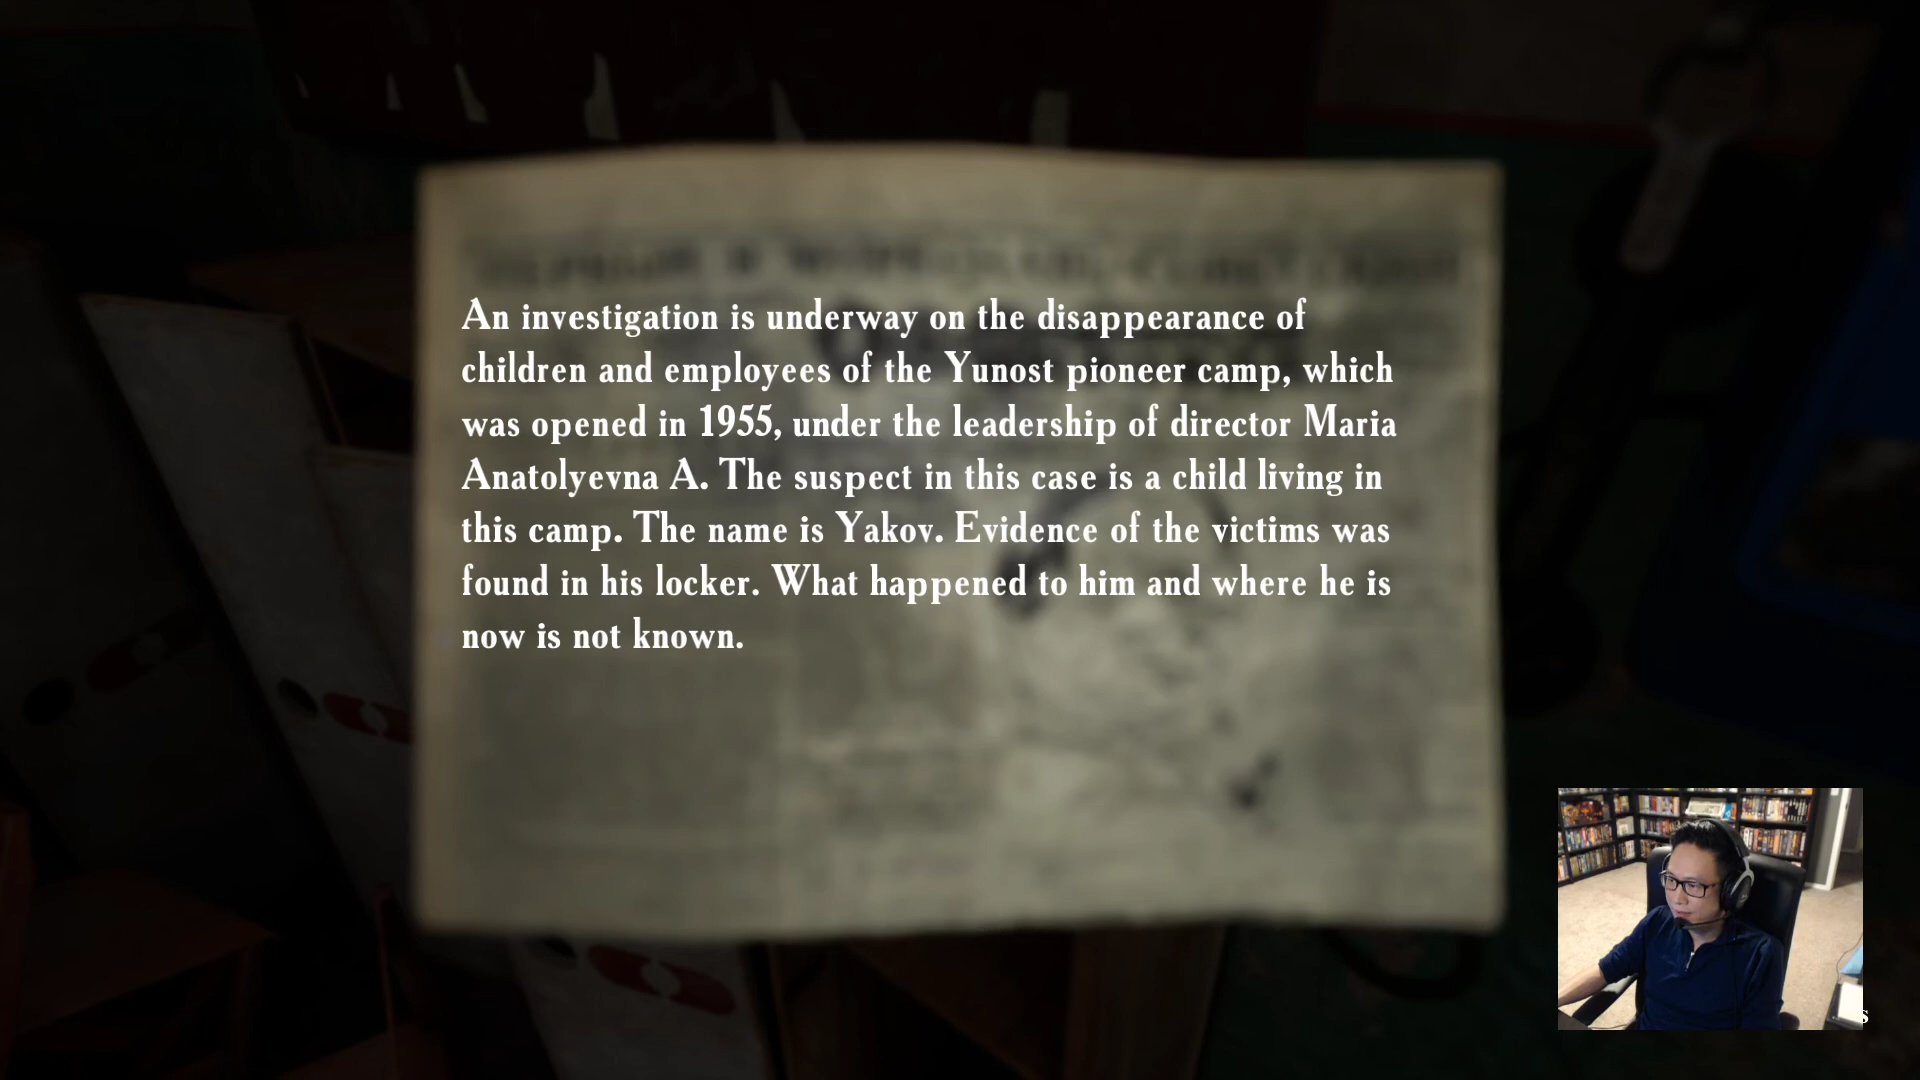 An investigation is underway on the disappearance of
children and employees of the Yunost pioneer camp, which
was opened in 1955, under the leadership of director Maria
Anatolyevna A. The suspect in this case is a child living in
this camp. The name is Yakov. Evidence of the victims was
found in his locker. What happened to him and where he is
now is not known.
s